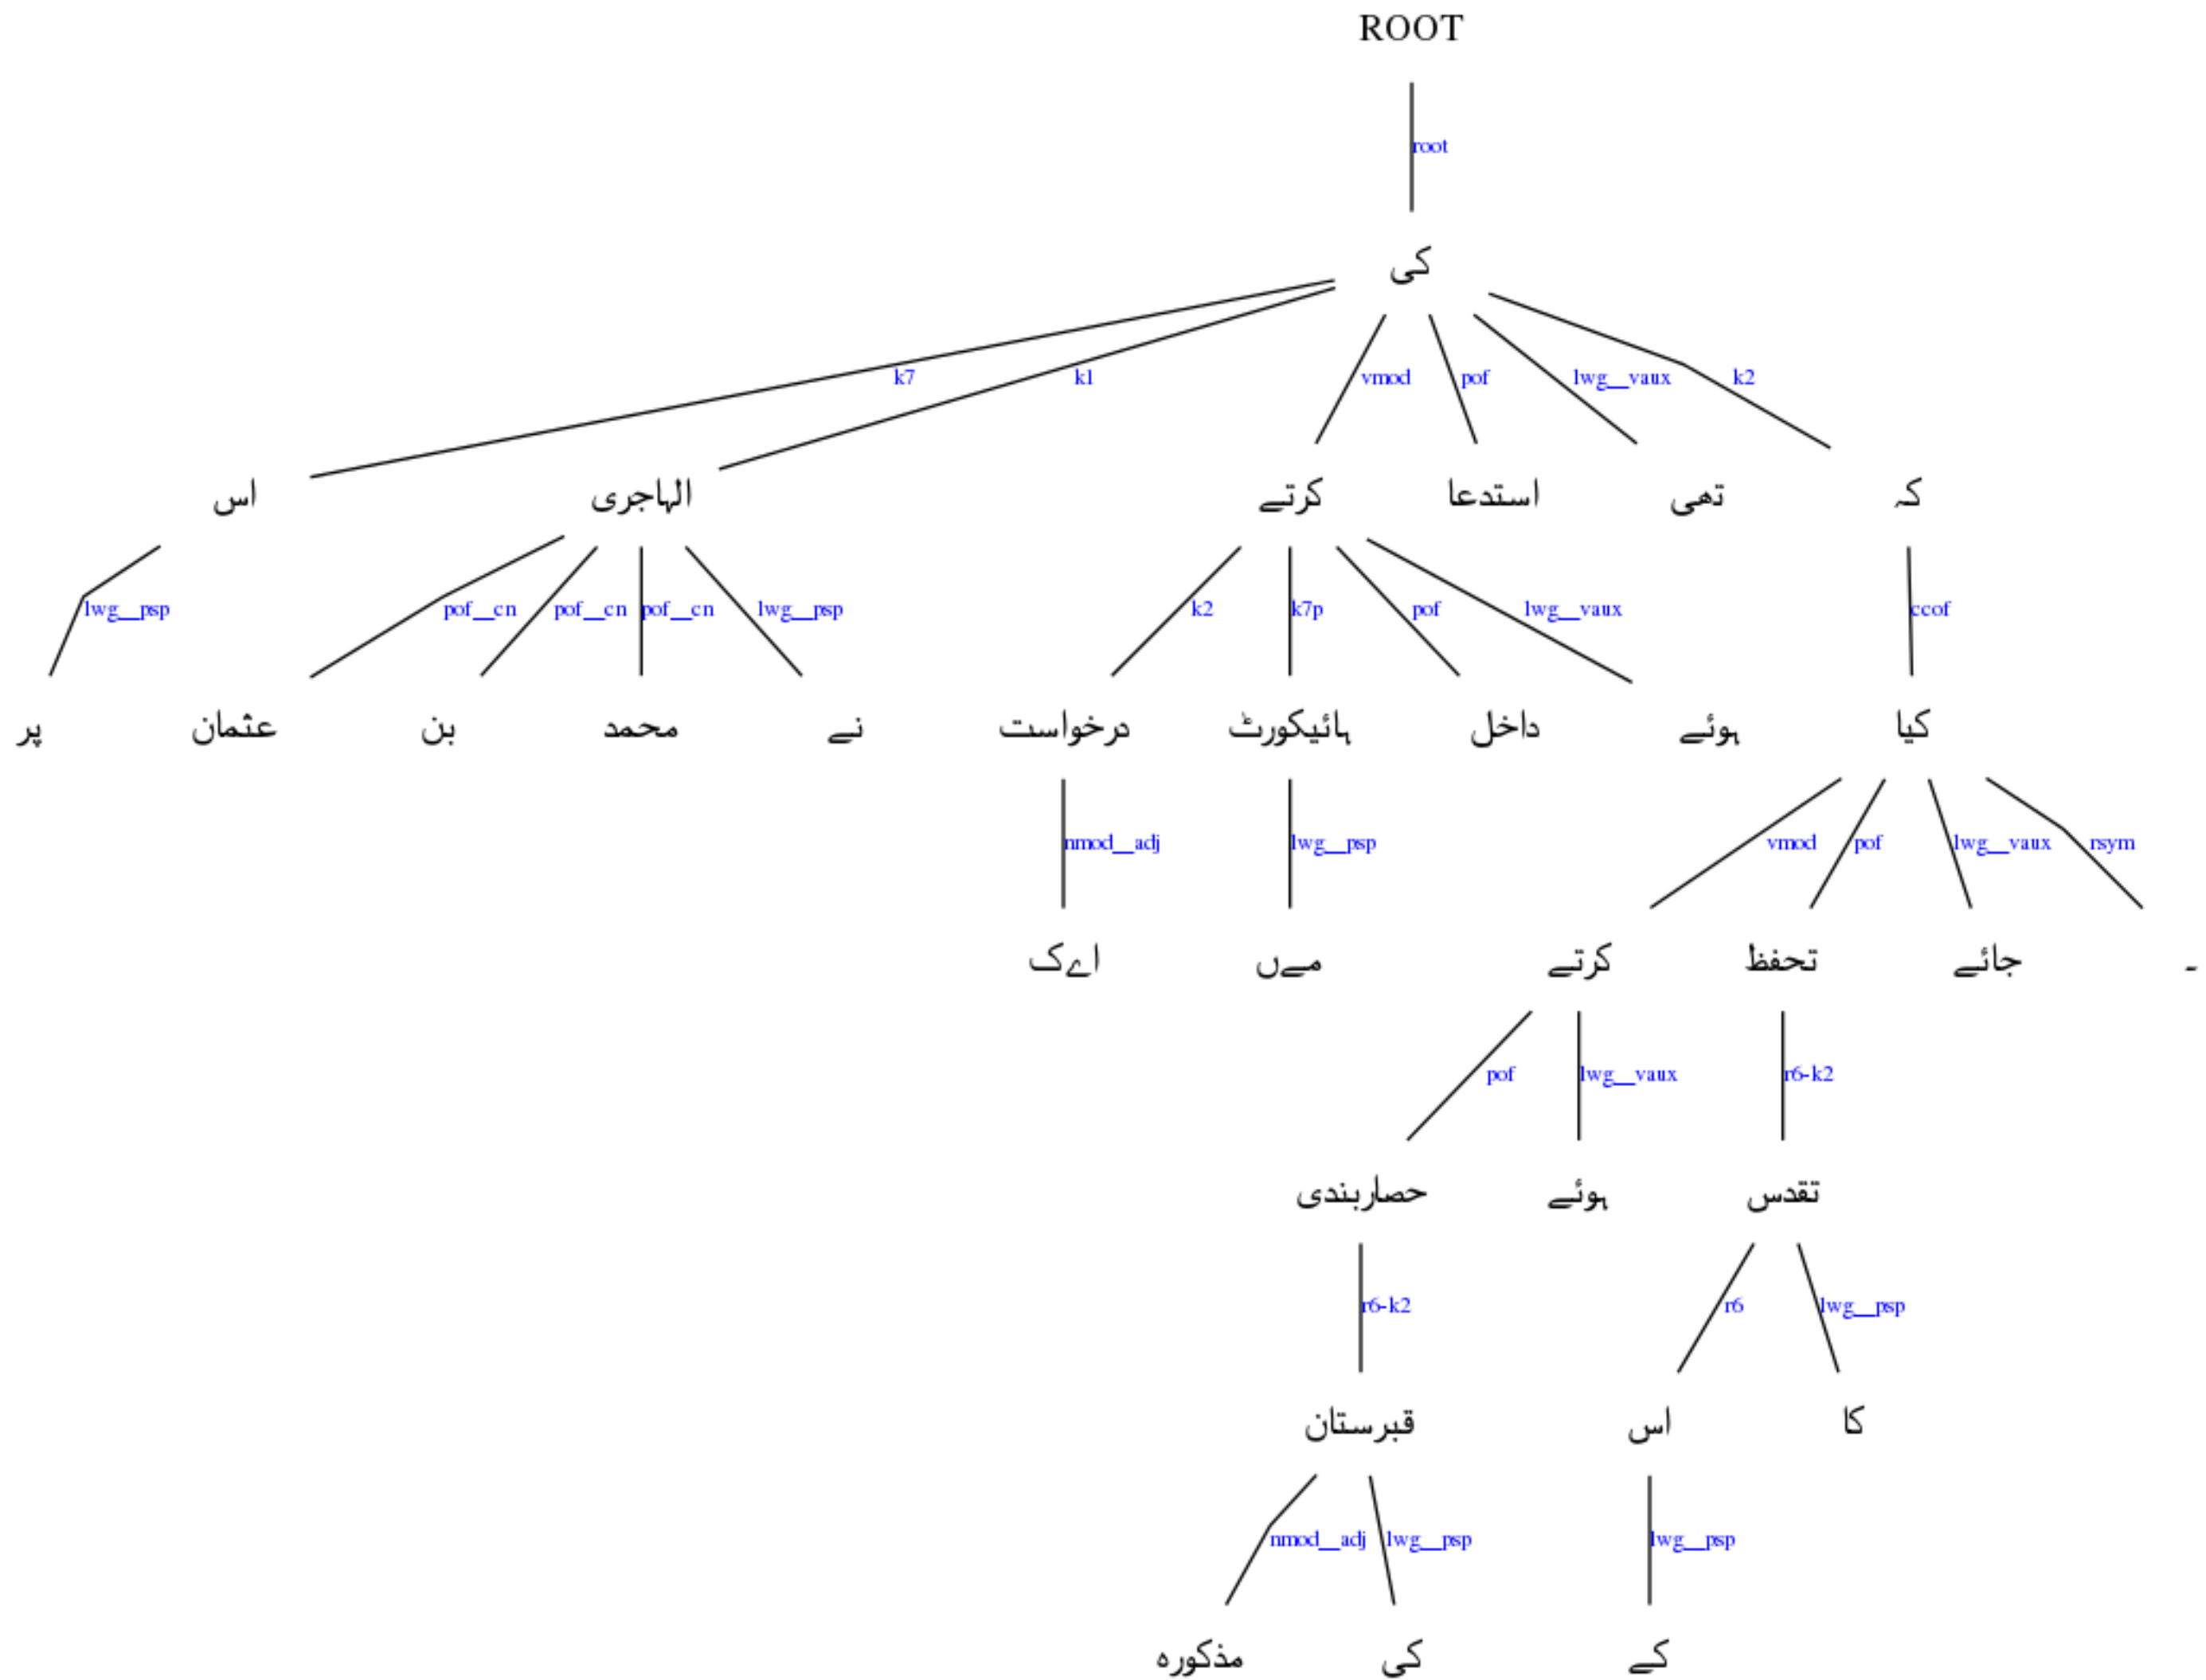 ROOT
root
کی
k7 k1 vmod pof lwg__vaux k2
اس الہاجری کرتے استدعا تھی کہ
lwg__psp pof__cn pof__cn pof__cn lwg__psp k2 k7p pof lwg__vaux ccof
پر عثمان بن محمد نے درخواست ہائیکورٹ داخل ہوئے کیا
nmod__adj lwg__psp vmod pof lwg__vaux rsym
اےک مےں کرتے تحفظ جائے ۔
pof lwg__vaux r6-k2
حصاربندی ہوئے تقدس
r6-k2 r6 lwg__psp
قبرستان اس کا
nmod__adj lwg__psp lwg__psp
مذکورہ کی کے